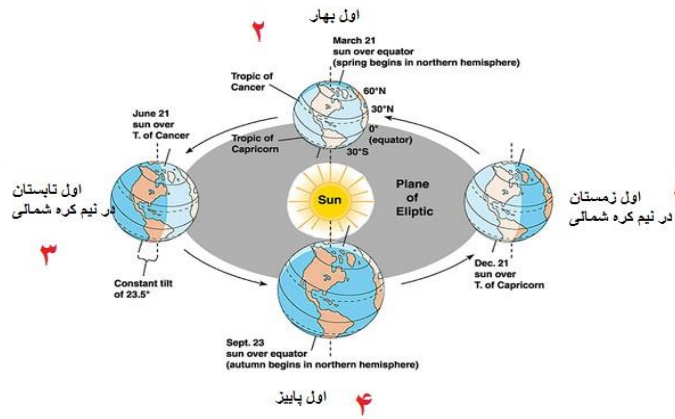 اول بهار
۲
March 21
sun over equator
(spring begins in northern hemisphere)
Tropic of
Cancer
60°N
30°N
0°
(equator)
30°S
Tropic of
Capricorn
June 21
sun over
T. of Cancer
اول تابستان
در نیم کره شمالی
۳
Constant tilt
of 23.5°
Sun
Plane
of
Eliptic
اول زمستان
در نیم کره شمالی
Dec. 21
sun over
T. of Capricorn
Sept. 23
sun over equator
(autumn begins in northern hemisphere)
اول پاییز
۴